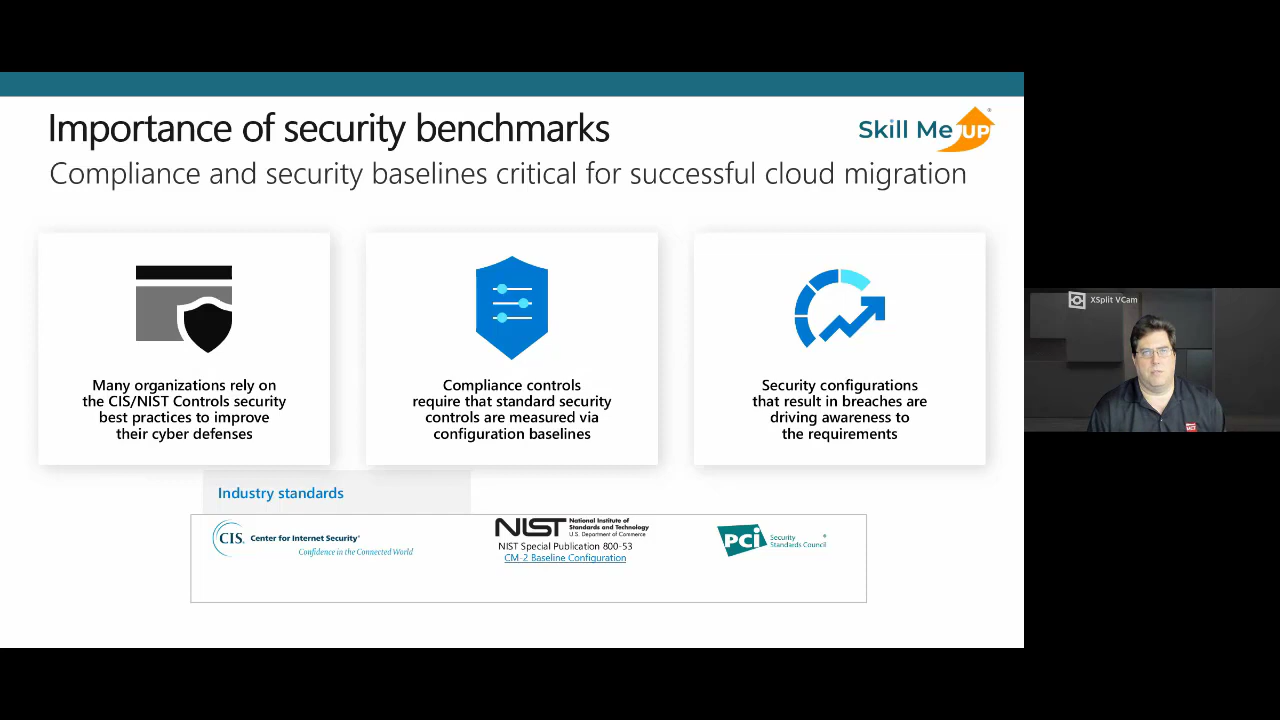 Importance of security benchmarks
Skill Me UP
Compliance and security baselines critical for successful cloud migration
XSplit VCam
Many organizations rely on
the CIS/NIST Controls security
best practices to improve
their cyber defenses
Compliance controls
require that standard security
controls are measured via
configuration baselines
Security configurations
that result in breaches are
driving awareness to
the requirements
Industry standards
CIS. Center for Internet Security®
Confidence in the Connected World
NIST National Institute of
Standards and Technology
U.S. Department of Commerce
NIST Special Publication 800-53
CM-2 Baseline Configuration
PCi Security
Standards Council